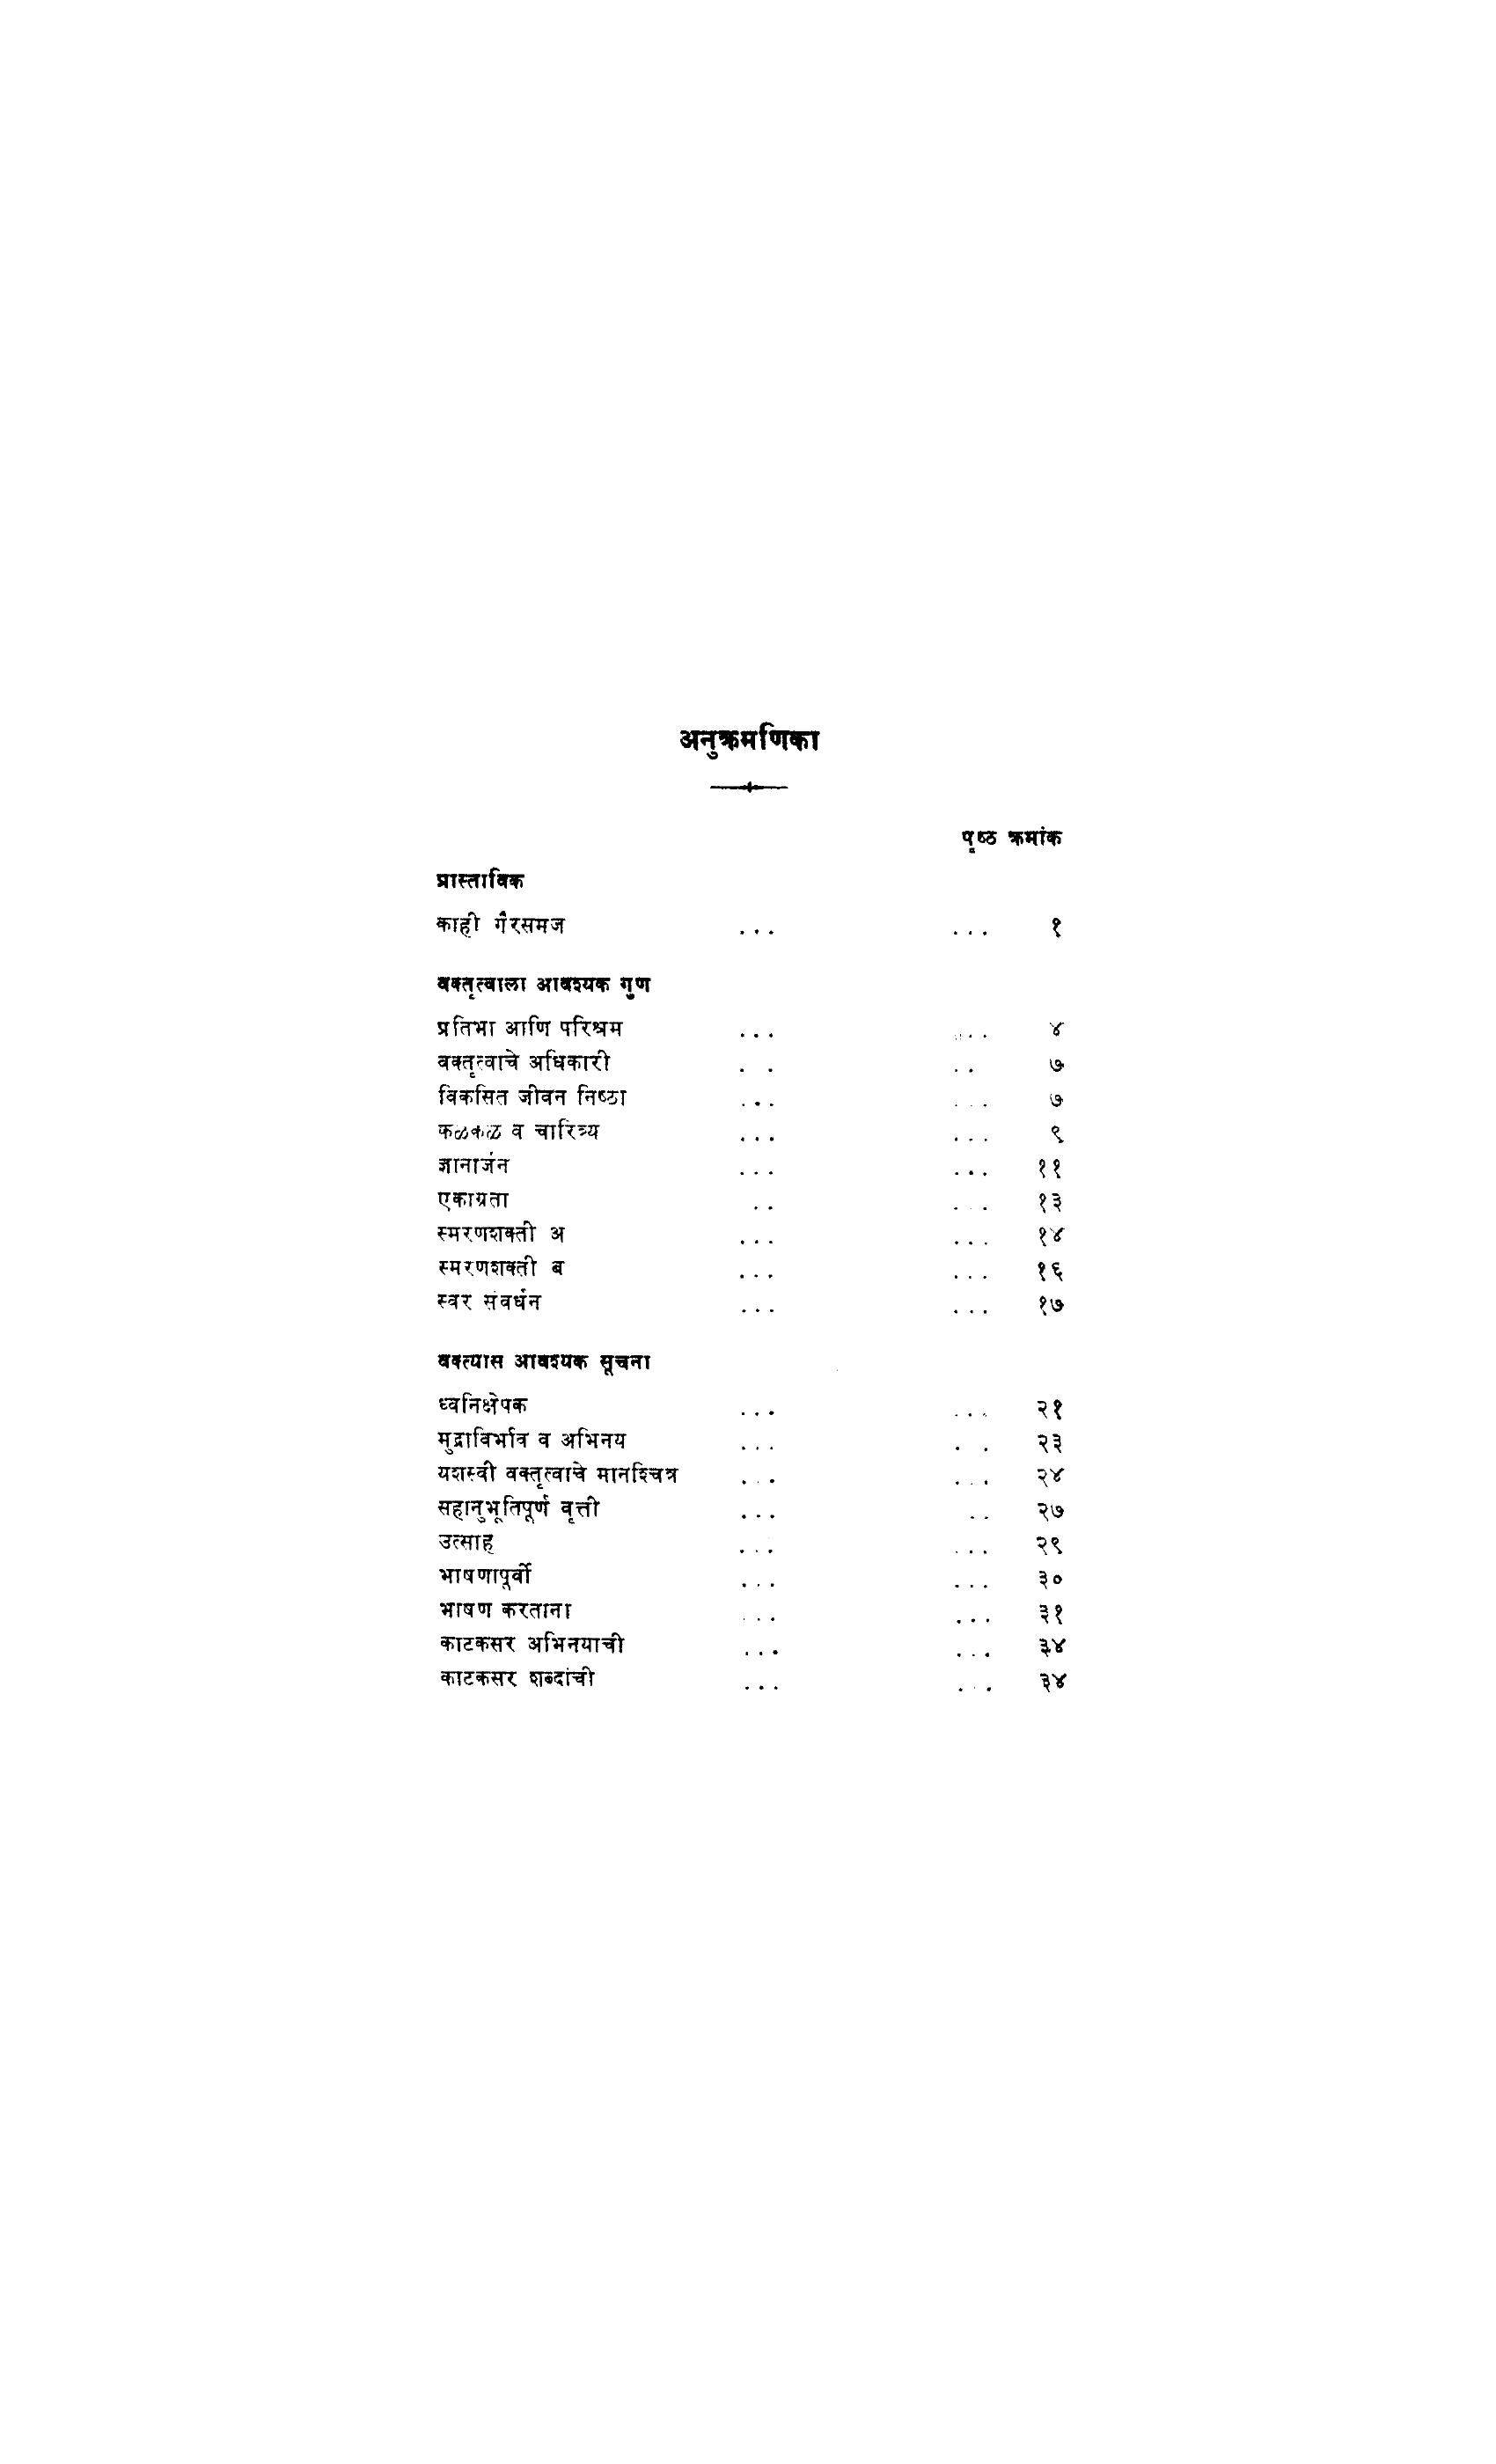 अनुक्रमणिका
पृष्ठ क्रमांक
प्रास्ताविक
काही गैरसमज ... ... १
वक्तृत्वाला आवश्यक गुण
प्रतिभा आणि परिश्रम ... ... ४
वक्तृत्वाचे अधिकारी . . .. ७
विकसित जीवन निष्ठा ... ... ७
कळकळ व चारित्र्य ... ... ९
ज्ञानार्जन ... ... ११
एकाग्रता .. ... १३
स्मरणशक्ती अ ... ... १४
स्मरणशक्ती ब ... ... १६
स्वर संवर्धन ... ... १७
वक्त्यास आवश्यक सूचना
ध्वनिक्षेपक ... ... २१
मुद्राविर्भाव व अभिनय ... . . २३
यशस्वी वक्तृत्वाचे मानश्चित्र ... ... २४
सहानुभूतिपूर्ण वृत्ती ... .. २७
उत्साह ... ... २९
भाषणापूर्वी ... ... ३०
भाषण करताना ... ... ३१
काटकसर अभिनयाची ... ... ३४
काटकसर शब्दांची ... ... ३४